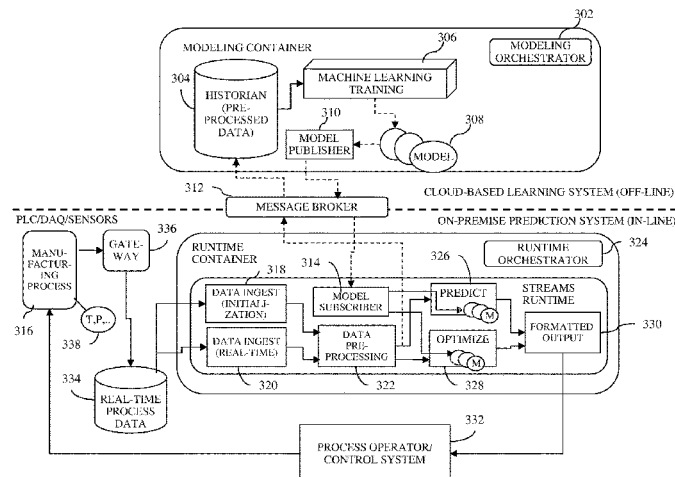 302
MODELING CONTAINER
306
MODELING
ORCHESTRATOR
304
HISTORIAN
(PRE-
PROCESSED
DATA)
MACHINE LEARNING
TRAINING
310
MODEL
PUBLISHER
308
MODEL
312
MESSAGE BROKER
CLOUD-BASED LEARNING SYSTEM (OFF-LINE)
ON-PREMISE PREDICTION SYSTEM (IN-LINE)
PLC/DAQ/SENSORS
336
MANU-
FACTUR-
ING
PROCESS
GATE-
WAY
316
T,P,..
338
RUNTIME
CONTAINER
314
326
324
RUNTIME
ORCHESTRATOR
318
DATA INGEST
(INITIALI-
ZATION)
MODEL
SUBSCRIBER
PREDICT
M
STREAMS
RUNTIME
DATA INGEST
(REAL-TIME)
DATA
PRE-
PROCESSING
OPTIMIZE
M
FORMATTED
OUTPUT
330
334
320
322
328
REAL-TIME
PROCESS
DATA
332
PROCESS OPERATOR/
CONTROL SYSTEM